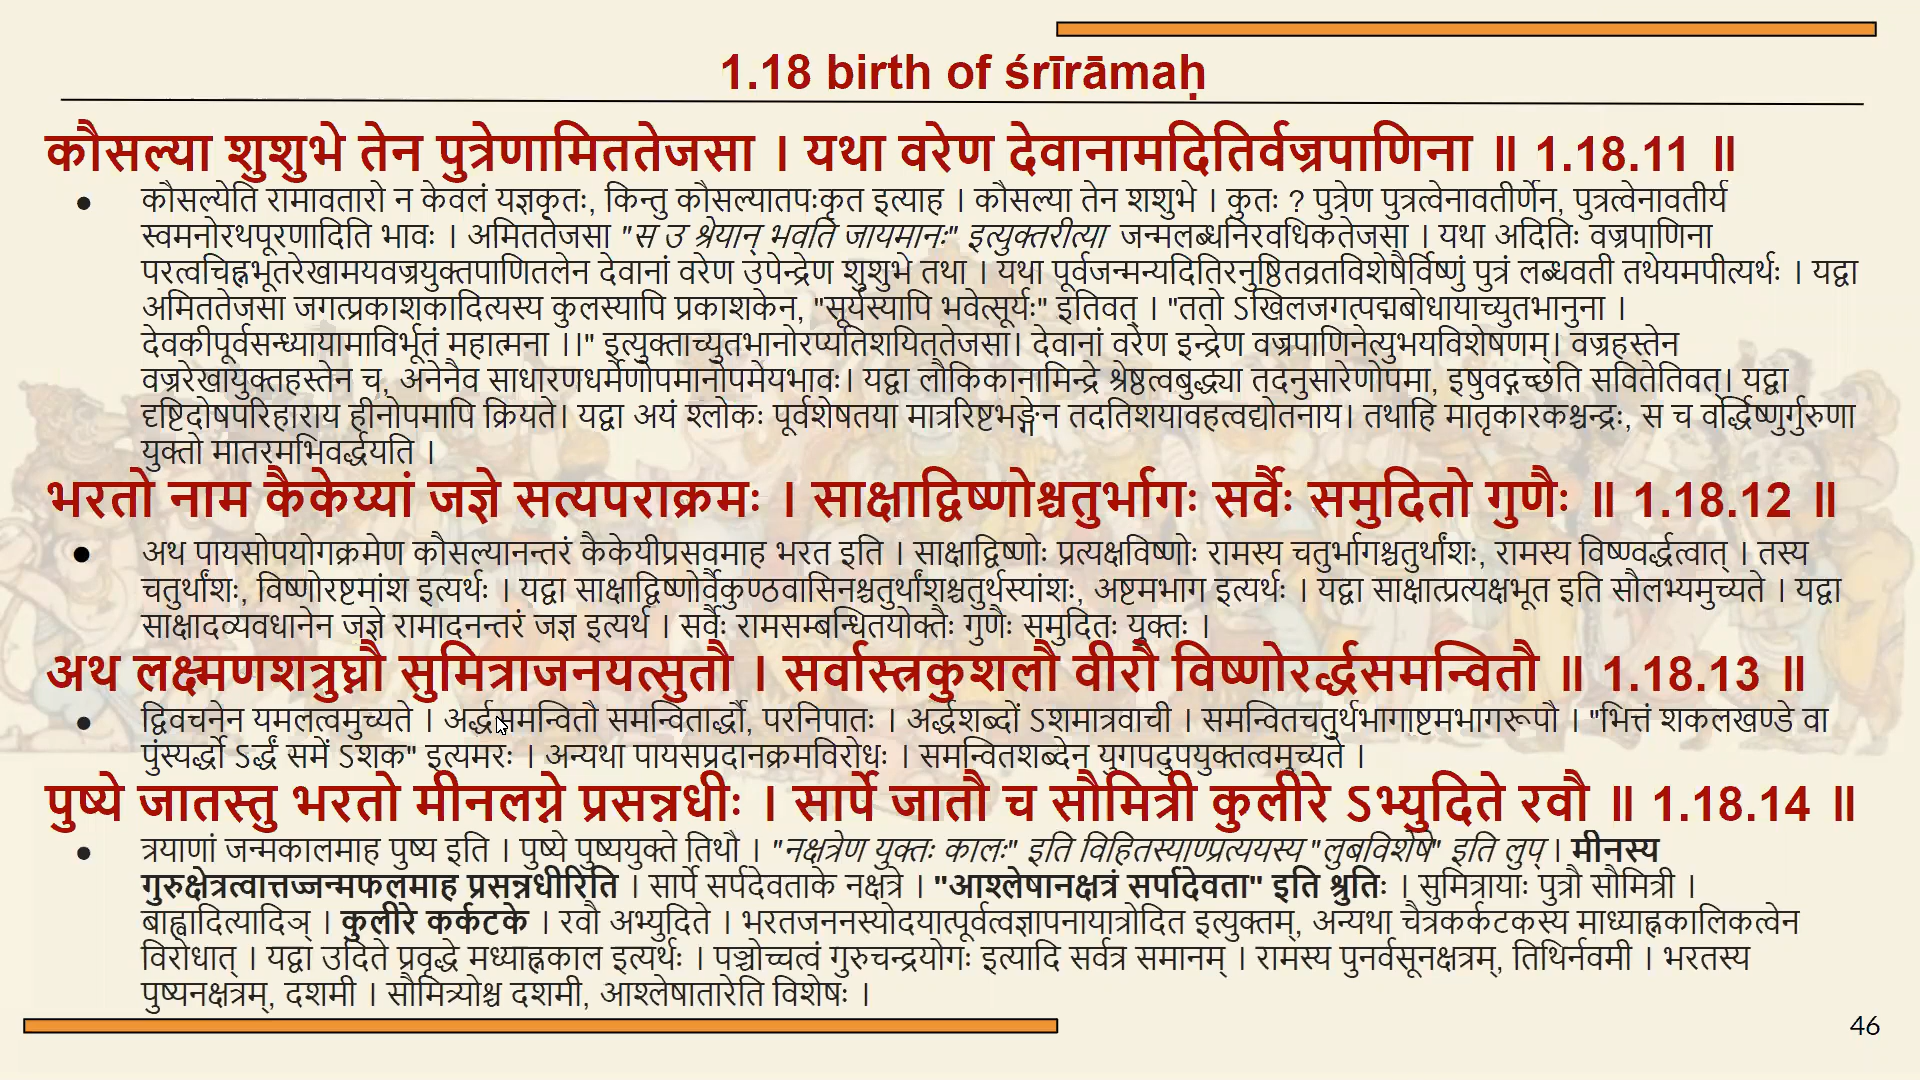 1.18 birth of śrīrāmaḥ
कौसल्या शुशुभे तेन पुत्रेणामिततेजसा । यथा वरेण देवानामदितिर्वज्रपाणिना ॥ 1.18.11 ॥
● कौसल्येति रामावतारो न केवलं यज्ञकृतः, किन्तु कौसल्यातपःकृत इत्याह । कौसल्या तेन शशुभे । कुतः ? पुत्रेण पुत्रत्वेनावतीर्णेन, पुत्रत्वेनावतीर्य
स्वमनोरथपूरणादिति भावः । अमिततेजसा "स उ श्रेयान् भवति जायमानः" इत्युक्तरीत्या जन्मलब्धनिरवधिकतेजसा । यथा अदितिः वज्रपाणिना
परत्वचिह्नभूतरेखामयवज्रयुक्तपाणितलेन देवानां वरेण उपेन्द्रेण शुशुभे तथा । यथा पूर्वजन्मन्यदितिरनुष्ठितव्रतविशेषैर्विष्णुं पुत्रं लब्धवती तथेयमपीत्यर्थः । यद्वा
अमिततेजसा जगत्प्रकाशकादित्यस्य कुलस्यापि प्रकाशकेन, "सूर्यस्यापि भवेत्सूर्यः" इतिवत् । "ततो ऽखिलजगत्पद्मबोधायाच्युतभानुना ।
देवकीपूर्वसन्ध्यायामाविर्भूतं महात्मना ।।" इत्युक्ताच्युतभानोरप्यतिशयिततेजसा। देवानां वरेण इन्द्रेण वज्रपाणिनेत्युभयविशेषणम्। वज्रहस्तेन
वज्ररेखायुक्तहस्तेन च, अनेनैव साधारणधर्मेणोपमानोपमेयभावः। यद्वा लौकिकानामिन्द्रे श्रेष्ठत्वबुद्ध्या तदनुसारेणोपमा, इषुवद्गच्छति सवितेतिवत्। यद्वा
दृष्टिदोषपरिहाराय हीनोपमापि क्रियते। यद्वा अयं श्लोकः पूर्वशेषतया मात्ररिष्टभङ्गेन तदतिशयावहत्वद्योतनाय। तथाहि मातृकारकश्चन्द्रः, स च वर्द्धिष्णुर्गुरुणा
युक्तो मातरमभिवर्द्धयति ।
भरतो नाम कैकेय्यां जज्ञे सत्यपराक्रमः । साक्षाद्विष्णोश्चतुर्भागः सर्वैः समुदितो गुणैः ॥ 1.18.12 ॥
● अथ पायसोपयोगक्रमेण कौसल्यानन्तरं कैकेयीप्रसवमाह भरत इति । साक्षाद्विष्णोः प्रत्यक्षविष्णोः रामस्य चतुर्भागश्चतुर्थांशः, रामस्य विष्ण्वर्द्धत्वात् । तस्य
चतुर्थांशः, विष्णोरष्टमांश इत्यर्थः । यद्वा साक्षाद्विष्णोर्वैकुण्ठवासिनश्चतुर्थांशश्चतुर्थस्यांशः, अष्टमभाग इत्यर्थः । यद्वा साक्षात्प्रत्यक्षभूत इति सौलभ्यमुच्यते । यद्वा
साक्षादव्यवधानेन जज्ञे रामादनन्तरं जज्ञ इत्यर्थ । सर्वैः रामसम्बन्धितयोक्तैः गुणैः समुदितः युक्तः ।
अथ लक्ष्मणशत्रुघ्नौ सुमित्राजनयत्सुतौ । सर्वास्त्रकुशलौ वीरौ विष्णोरर्द्धसमन्वितौ ॥ 1.18.13 ॥
● द्विवचनेन यमलत्वमुच्यते । अर्द्धसमन्वितौ समन्वितार्द्धौ, परनिपातः । अर्द्धशब्दों ऽशमात्रवाची । समन्वितचतुर्थभागाष्टमभागरूपौ । "भित्तं शकलखण्डे वा
पुंस्यर्द्धो ऽर्द्धं समें ऽशक" इत्यमरः । अन्यथा पायसप्रदानक्रमविरोधः । समन्वितशब्देन युगपदुपयुक्तत्वमुच्यते ।
पुष्ये जातस्तु भरतो मीनलग्ने प्रसन्नधीः । सार्पे जातौ च सौमित्री कुलीरे ऽभ्युदिते रवौ ॥ 1.18.14 ॥
● त्रयाणां जन्मकालमाह पुष्य इति । पुष्ये पुष्ययुक्ते तिथौ । "नक्षत्रेण युक्तः कालः" इति विहितस्याण्प्रत्ययस्य "लुबविशेषे" इति लुप् । मीनस्य
गुरुक्षेत्रत्वात्तज्जन्मफलमाह प्रसन्नधीरिति । सार्पे सर्पदेवताके नक्षत्रे । "आश्लेषानक्षत्रं सर्पादेवता" इति श्रुतिः । सुमित्रायाः पुत्रौ सौमित्री ।
बाह्वादित्यादिञ् । कुलीरे कर्कटके । रवौ अभ्युदिते । भरतजननस्योदयात्पूर्वत्वज्ञापनायात्रोदित इत्युक्तम्, अन्यथा चैत्रकर्कटकस्य माध्याह्नकालिकत्वेन
विरोधात् । यद्वा उदिते प्रवृद्धे मध्याह्नकाल इत्यर्थः । पञ्चोच्चत्वं गुरुचन्द्रयोगः इत्यादि सर्वत्र समानम् । रामस्य पुनर्वसूनक्षत्रम्, तिथिर्नवमी । भरतस्य
पुष्यनक्षत्रम्, दशमी । सौमित्र्योश्च दशमी, आश्लेषातारेति विशेषः ।
46